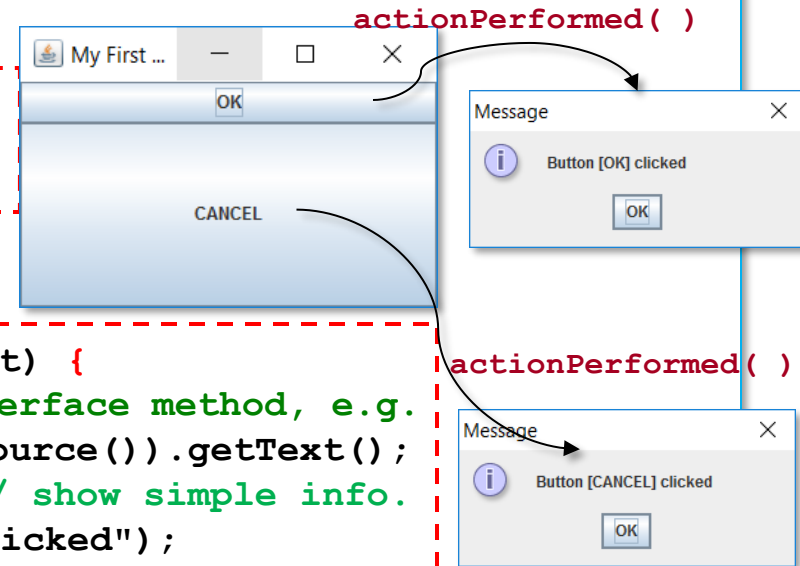 actionPerformed( )
My First ...
OK
Message
Button [OK] clicked
OK
CANCEL
t) {
erface method, e.g.
ource()).getText();
/ show simple info.
icked");
actionPerformed( )
Message
Button [CANCEL] clicked
OK